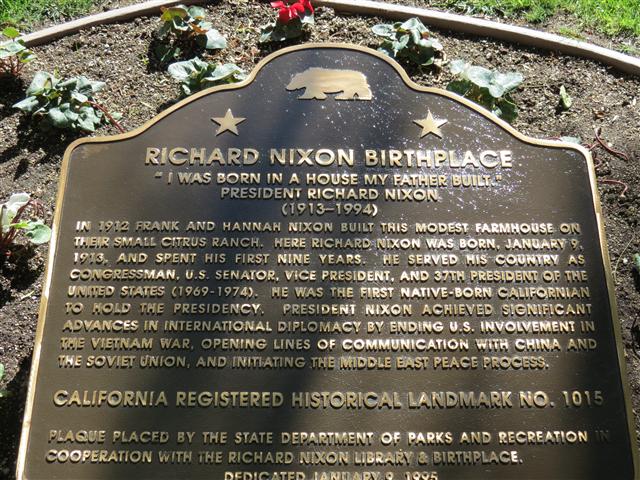 RICHARD NIXON BIRTHPLACE
"I WAS BORN IN A HOUSE MY FATHER BUILT."
PRESIDENT RICHARD NIXON
(1913–1994)
IN 1912 FRANK AND HANNAH NIXON BUILT THIS MODEST FARMHOUSE ON
THEIR SMALL CITRUS RANCH. HERE RICHARD NIXON WAS BORN, JANUARY 9,
1913, AND SPENT HIS FIRST NINE YEARS. HE SERVED HIS COUNTRY AS
CONGRESSMAN, U.S. SENATOR, VICE PRESIDENT, AND 37TH PRESIDENT OF THE
UNITED STATES (1969-1974). HE WAS THE FIRST NATIVE-BORN CALIFORNIAN
TO HOLD THE PRESIDENCY. PRESIDENT NIXON ACHIEVED SIGNIFICANT
ADVANCES IN INTERNATIONAL DIPLOMACY BY ENDING U.S. INVOLVEMENT IN
THE VIETNAM WAR, OPENING LINES OF COMMUNICATION WITH CHINA AND
THE SOVIET UNION, AND INITIATING THE MIDDLE EAST PEACE PROCESS.
CALIFORNIA REGISTERED HISTORICAL LANDMARK NO. 1015
PLAQUE PLACED BY THE STATE DEPARTMENT OF PARKS AND RECREATION IN
COOPERATION WITH THE RICHARD NIXON LIBRARY & BIRTHPLACE.
DEDICATED JANUARY 9, 1995